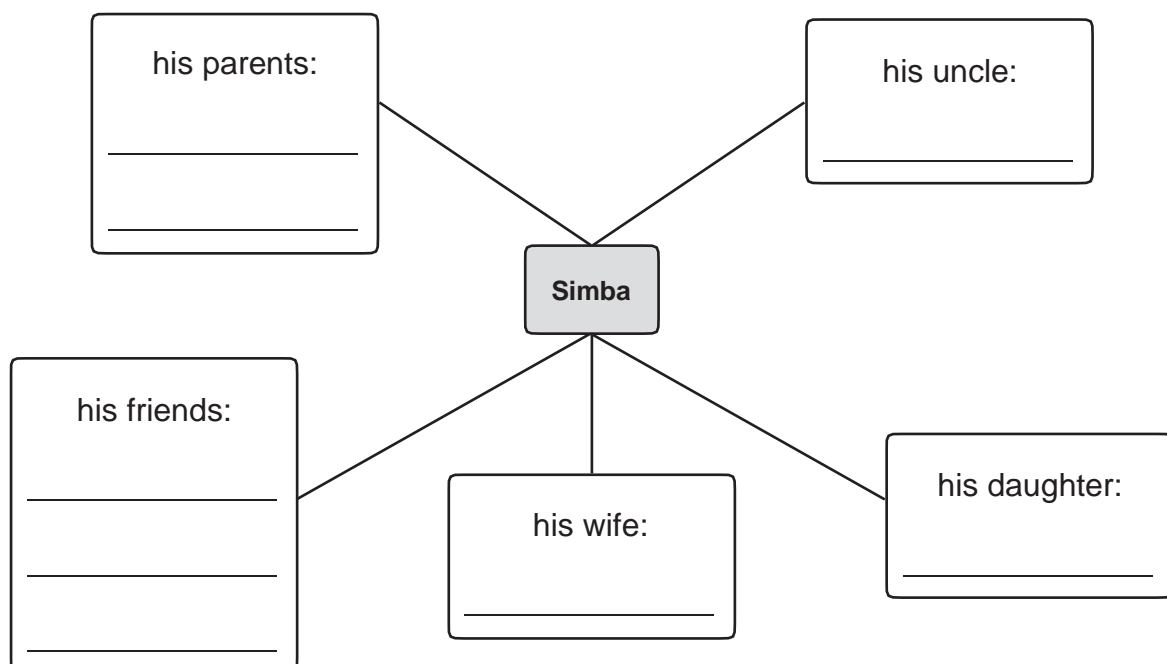 his parents:
his uncle:
Simba
his friends:
his wife:
his daughter: